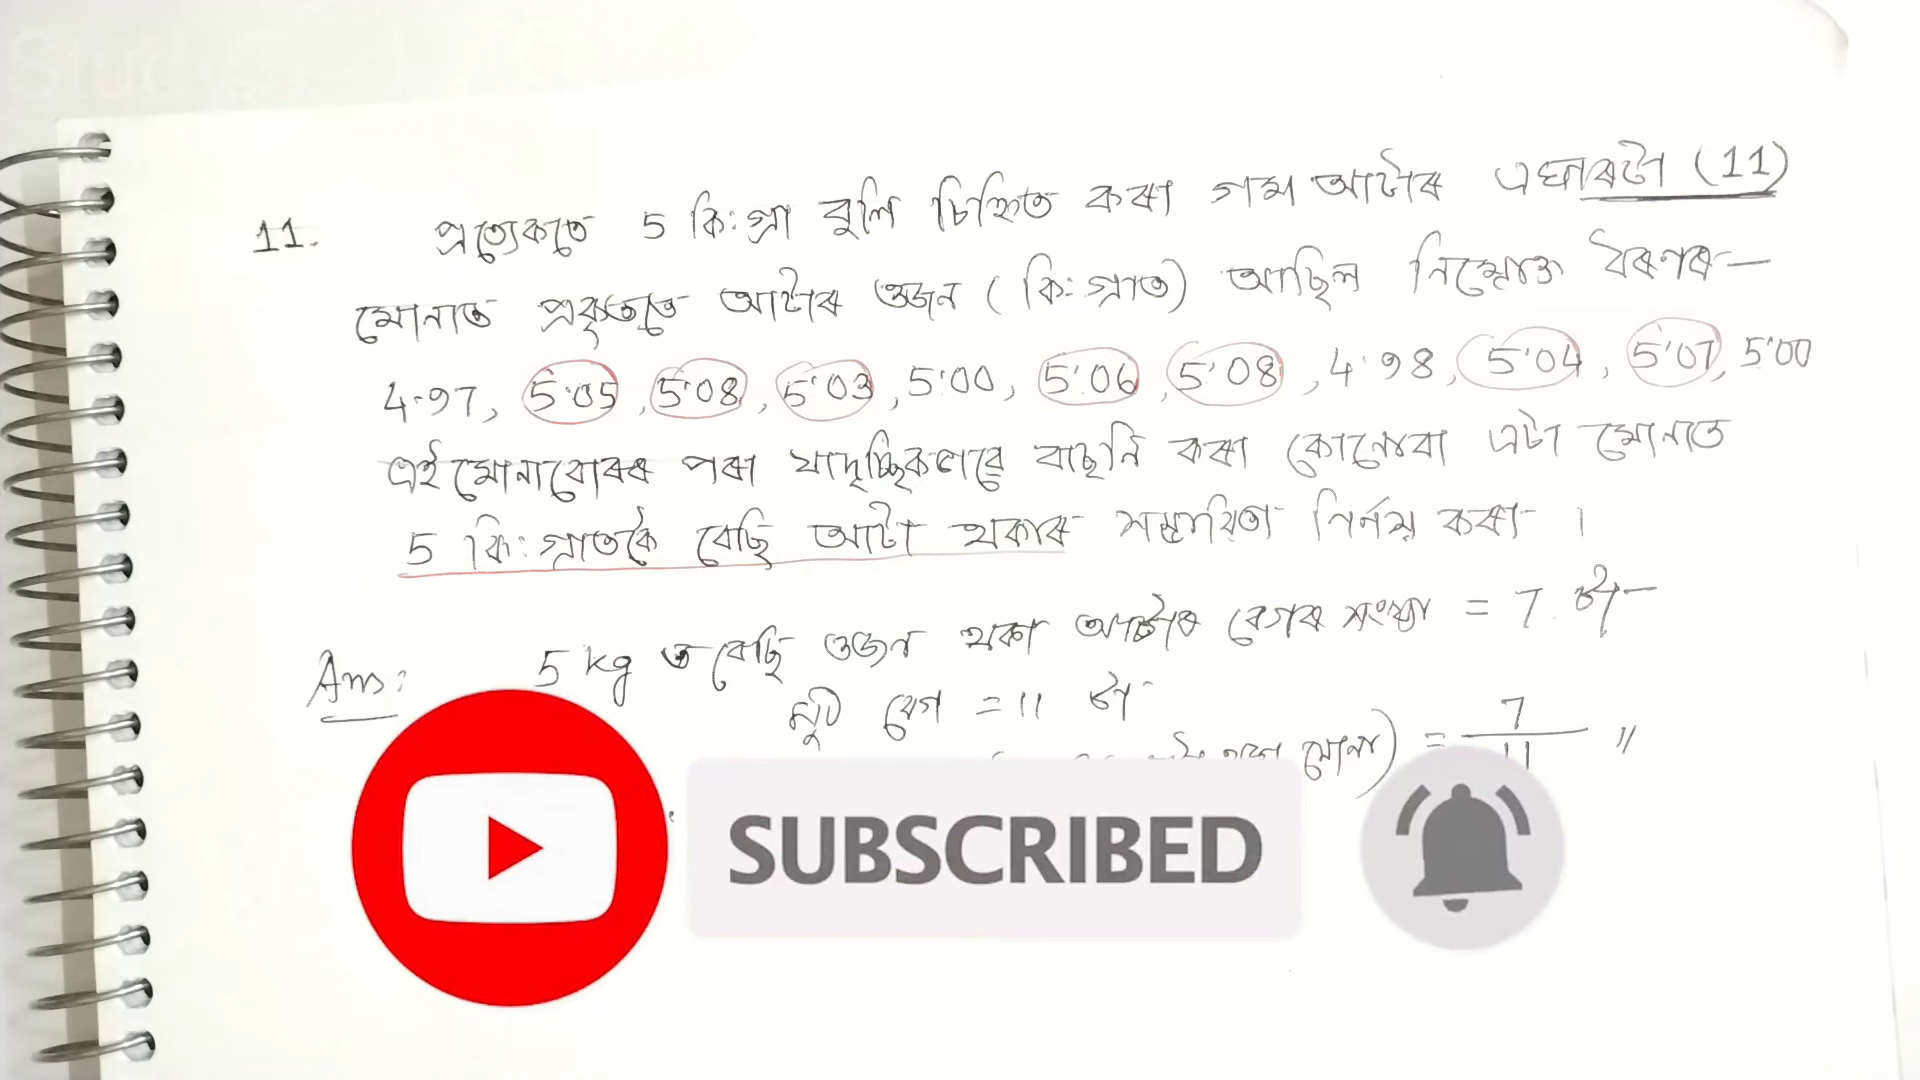 Stud
11. প্ৰত্যেকতে 5 কি:গ্ৰা বুলি চিহ্নিত কৰা গম আটাৰ এঘাৰটা (11)
মোনাত প্ৰকৃততে আটাৰ ওজন (কি:গ্ৰাত) আছিল নিম্নোক্ত ধৰণৰ—
4·97, 5·05, 5·08, 5·03, 5·00, 5·06, 5·08, 4·98, 5·04, 5·07, 5·00
এই মোনাবোৰৰ পৰা যাদৃচ্ছিকভাৱে বাছনি কৰা কোনোবা এটা মোনাত
5 কি:গ্ৰাতকৈ বেছি আটা থকাৰ সম্ভাৱিতা নিৰ্ণয় কৰা ।
Ans: 5 kg ত বেছি ওজন থকা আটাৰ বেগৰ সংখ্যা = 7 টা
মুঠ বেগ = 11 টা
থকা মোনা) = 7/11 "
SUBSCRIBED